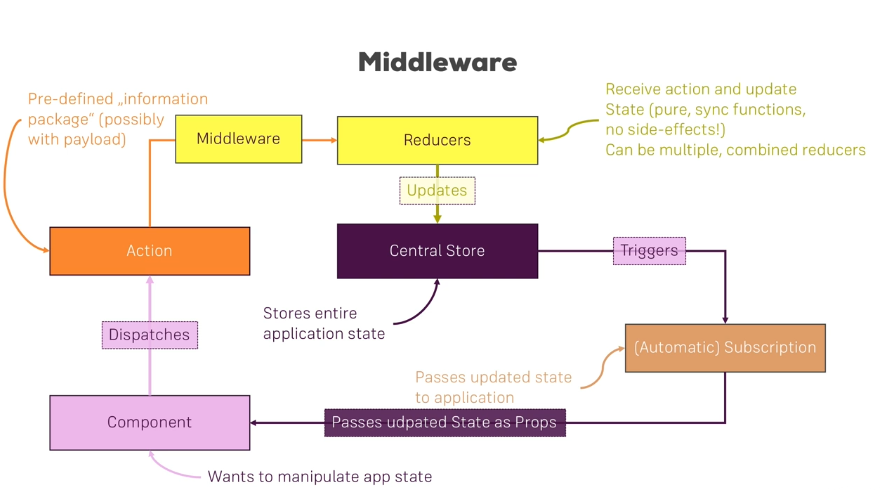 Middleware
Pre-defined „information
package“ (possibly
with payload)
Middleware
Reducers
Receive action and update
State (pure, sync functions,
no side-effects!)
Can be multiple, combined reducers
Updates
Action
Central Store
Triggers
Stores entire
application state
Dispatches
(Automatic) Subscription
Passes updated state
to application
Component
Passes udpated State as Props
Wants to manipulate app state